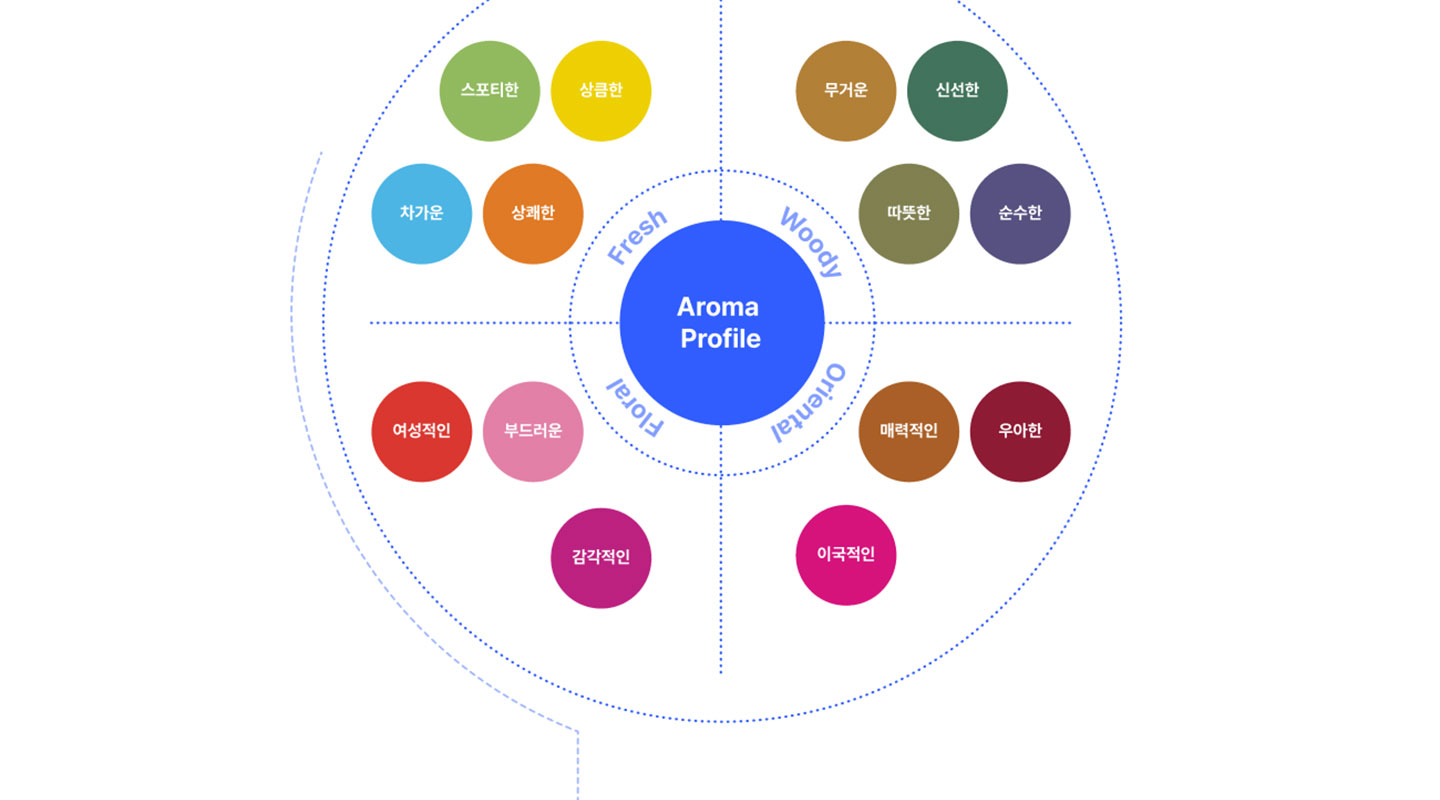 스포티한
상큼한
무거운
신선한
차가운
상쾌한
따뜻한
순수한
Fresh
Woody
Aroma
Profile
Floral
Oriental
여성적인
부드러운
매력적인
우아한
감각적인
이국적인